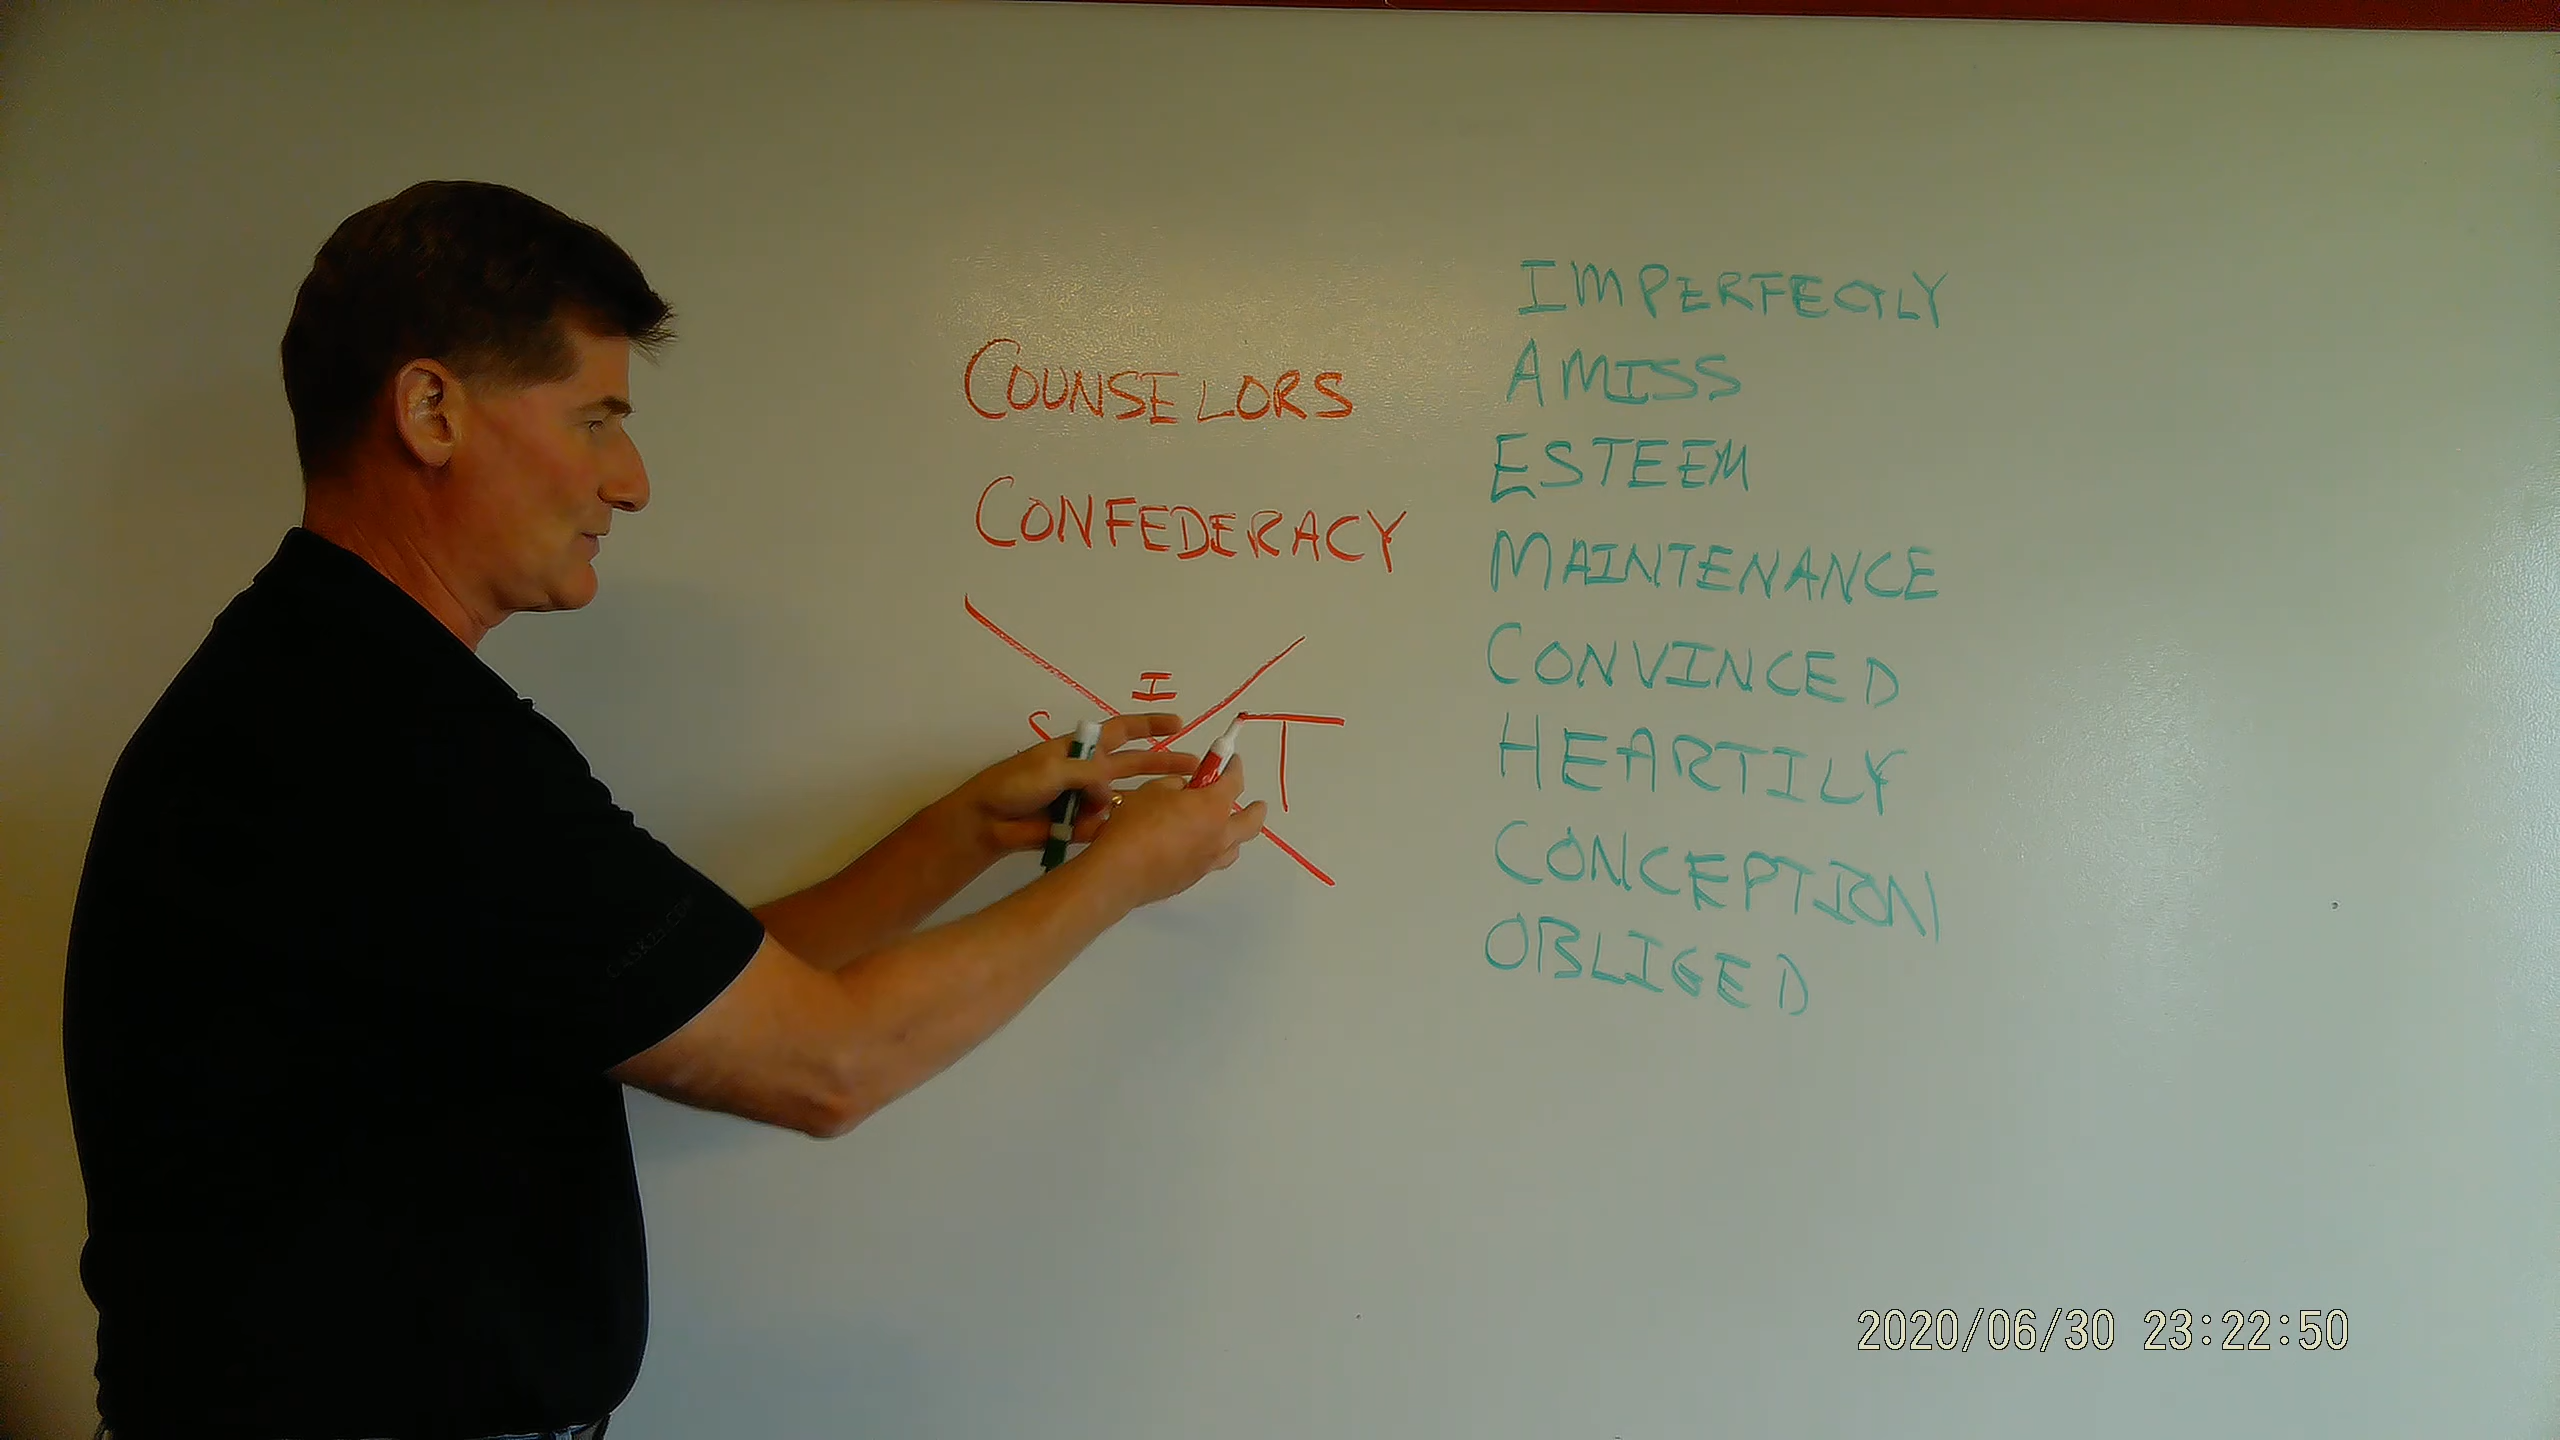 COUNSELORS
CONFEDERACY
I
S
T
IMPERFECTLY
AMISS
ESTEEM
MAINTENANCE
CONVINCED
HEARTILY
CONCEPTION
OBLIGED
2020/06/30 23:22:50